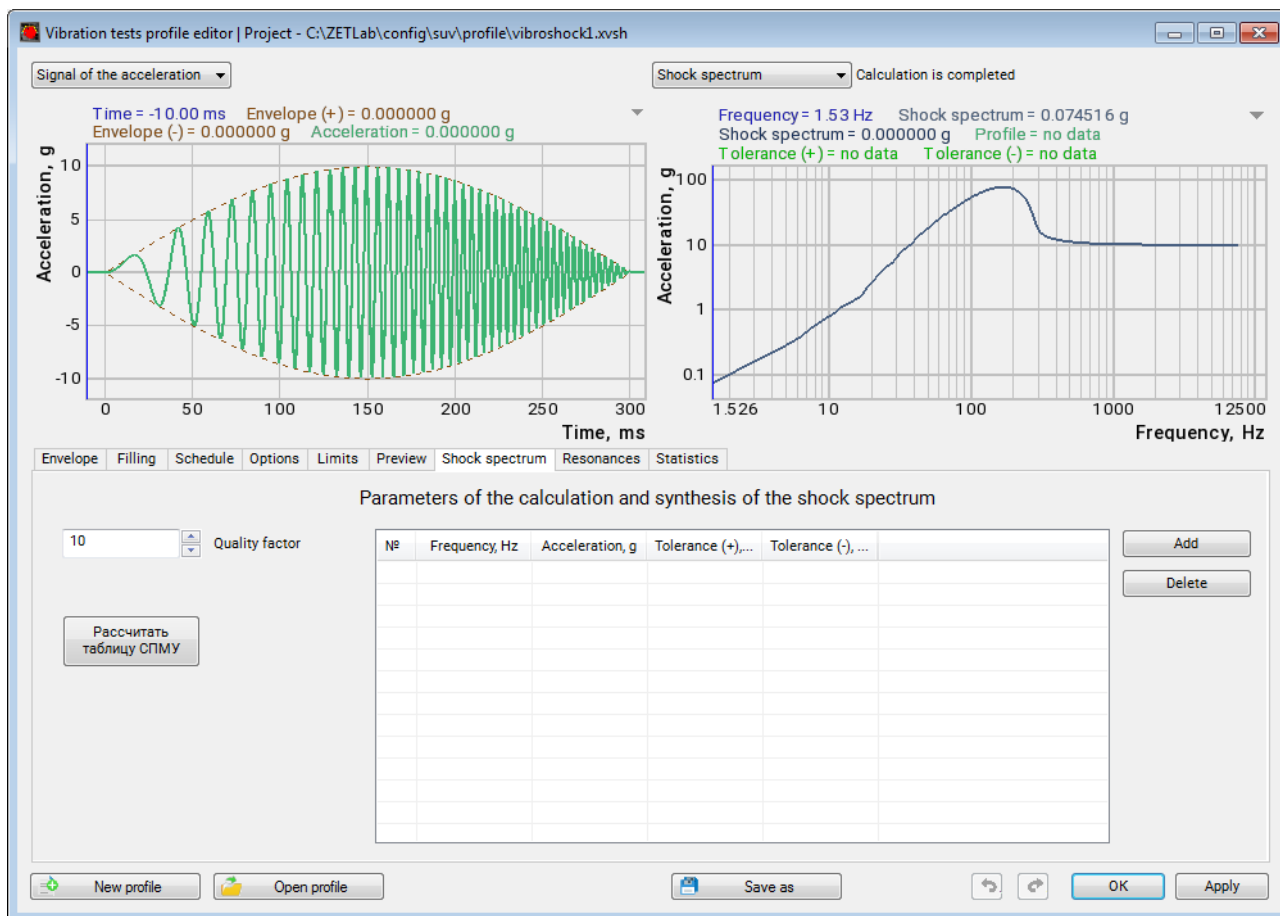 Vibration tests profile editor | Project - C:\ZETLab\config\suv\profile\vibroshock1.xvsh
Signal of the acceleration
Shock spectrum
Calculation is completed
Time = -10.00 ms Envelope (+) = 0.000000 g
Envelope (-) = 0.000000 g Acceleration = 0.000000 g
Acceleration, g
10
5
0
-5
-10
0 50 100 150 200 250 300
Time, ms
Frequency = 1.53 Hz Shock spectrum = 0.074516 g
Shock spectrum = 0.000000 g Profile = no data
Tolerance (+) = no data Tolerance (-) = no data
Acceleration, g
100
10
1
0.1
1.526 10 100 1000 12500
Frequency, Hz
Envelope Filling Schedule Options Limits Preview Shock spectrum Resonances Statistics
Parameters of the calculation and synthesis of the shock spectrum
10 Quality factor
Рассчитать
таблицу СПМУ
№ Frequency, Hz Acceleration, g Tolerance (+),... Tolerance (-), ...
Add
Delete
New profile Open profile Save as OK Apply